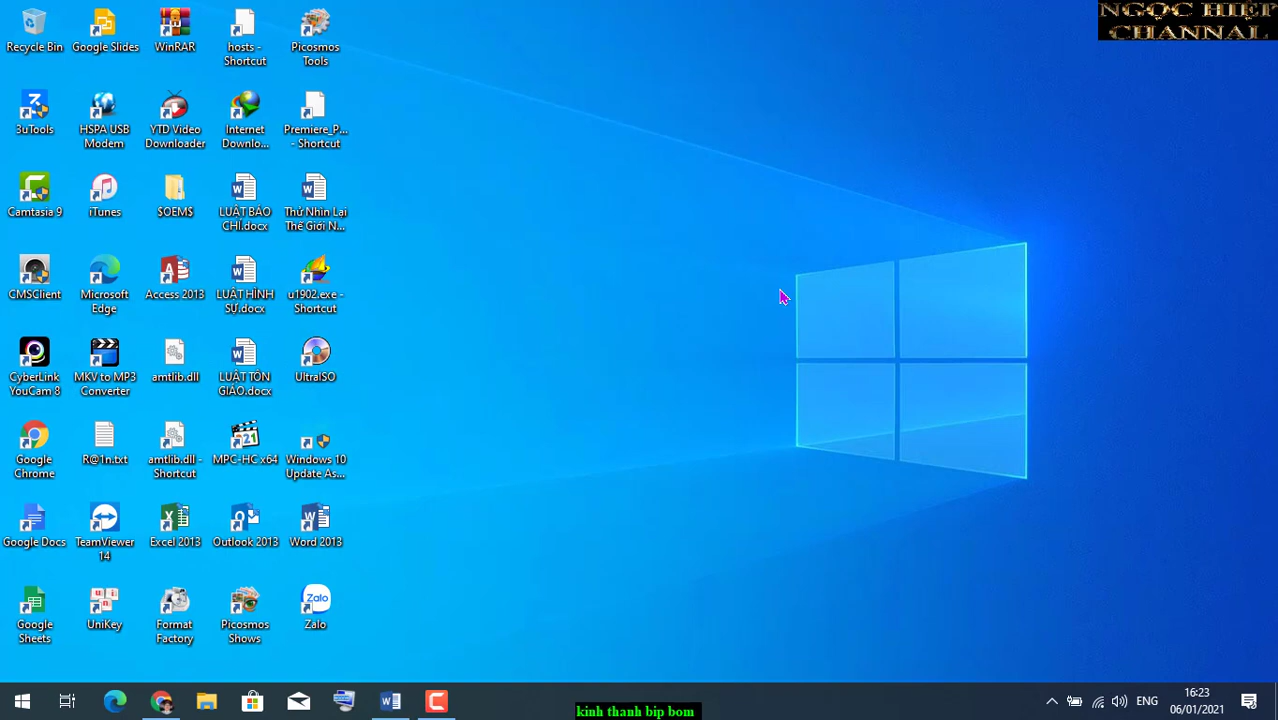 NGỌC HIỆP
CHANNAL
Recycle Bin
Google Slides
WinRAR
hosts -
Shortcut
Picosmos
Tools
3uTools
HSPA USB
Modem
YTD Video
Downloader
Internet
Downlo...
Premiere_P...
- Shortcut
Camtasia 9
iTunes
$OEM$
LUẬT BÁO
CHÍ.docx
Thử Nhìn Lại
Thế Giới N...
CMSClient
Microsoft
Edge
Access 2013
LUẬT HÌNH
SỰ.docx
u1902.exe -
Shortcut
CyberLink
YouCam 8
MKV to MP3
Converter
amtlib.dll
LUẬT TÔN
GIÁO.docx
UltraISO
Google
Chrome
R@1n.txt
amtlib.dll -
Shortcut
MPC-HC x64
Windows 10
Update As...
Google Docs
TeamViewer
14
Excel 2013
Outlook 2013
Word 2013
Google
Sheets
UniKey
Format
Factory
Picosmos
Shows
Zalo
Zalo
kinh thanh bip bom
ENG
16:23
06/01/2021